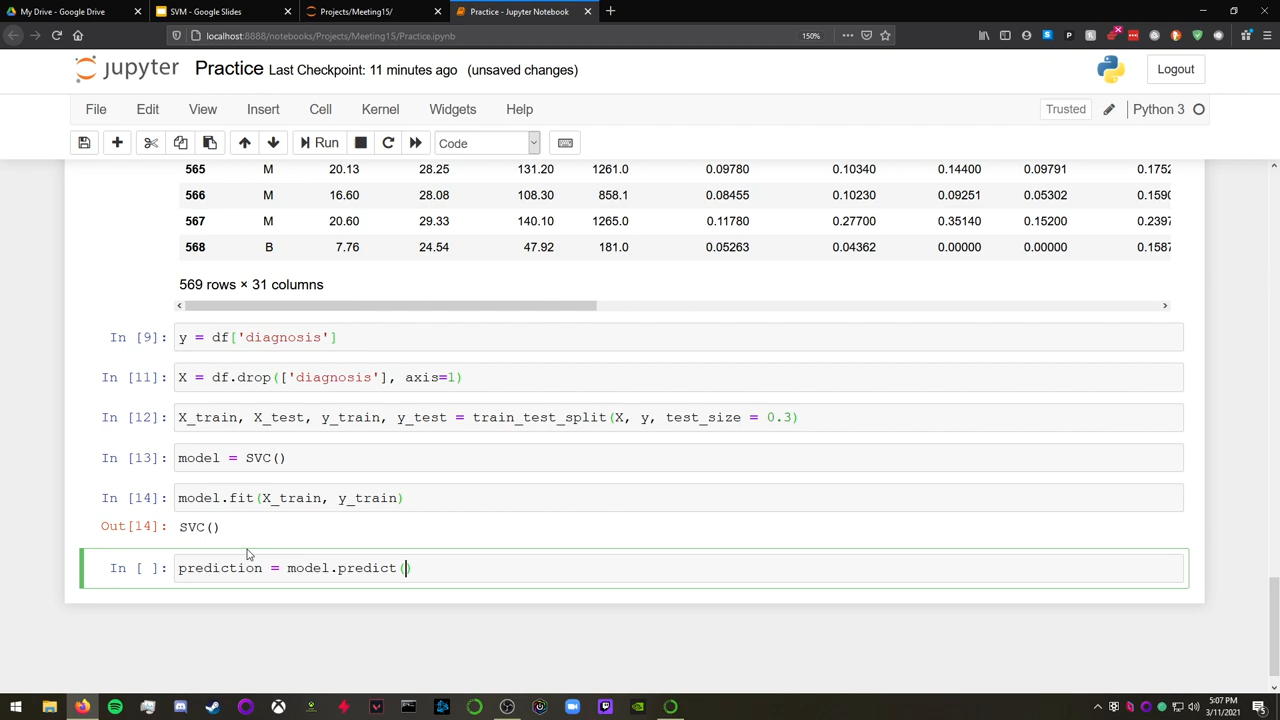 My Drive - Google Drive
SVM - Google Slides
Projects/Meeting15/
Practice - Jupyter Notebook
localhost:8888/notebooks/Projects/Meeting15/Practice.ipynb
150%
jupyter Practice Last Checkpoint: 11 minutes ago (unsaved changes)
Logout
File Edit View Insert Cell Kernel Widgets Help
Trusted
Python 3
Run
Code
565 M 20.13 28.25 131.20 1261.0 0.09780 0.10340 0.14400 0.09791 0.1752
566 M 16.60 28.08 108.30 858.1 0.08455 0.10230 0.09251 0.05302 0.1590
567 M 20.60 29.33 140.10 1265.0 0.11780 0.27700 0.35140 0.15200 0.2397
568 B 7.76 24.54 47.92 181.0 0.05263 0.04362 0.00000 0.00000 0.1587
569 rows × 31 columns
In [9]: y = df['diagnosis']
In [11]: X = df.drop(['diagnosis'], axis=1)
In [12]: X_train, X_test, y_train, y_test = train_test_split(X, y, test_size = 0.3)
In [13]: model = SVC()
In [14]: model.fit(X_train, y_train)
Out[14]: SVC()
In [ ]: prediction = model.predict()
5:07 PM
3/11/2021